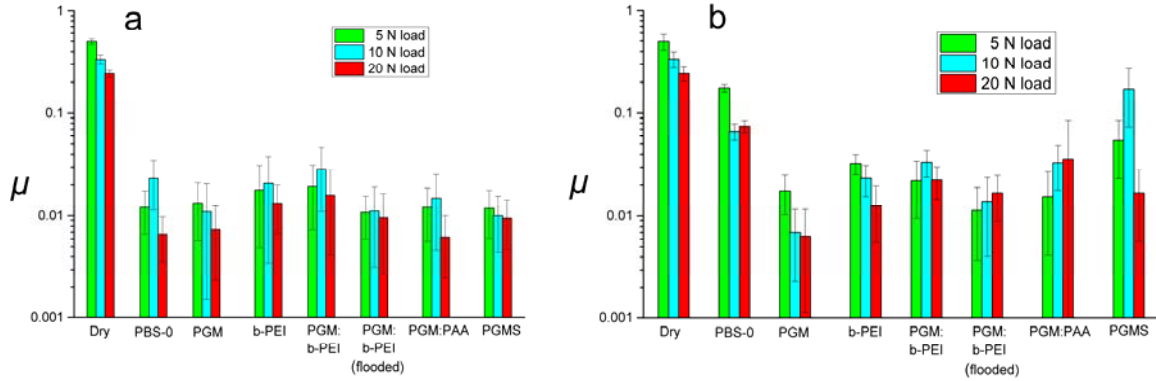 a
5 N load
10 N load
20 N load
1
0.1
0.01
0.001
μ
Dry
PBS-0
PGM
b-PEI
PGM:
b-PEI
PGM:
b-PEI
(flooded)
PGM:PAA
PGMS
b
5 N load
10 N load
20 N load
1
0.1
0.01
0.001
μ
Dry
PBS-0
PGM
b-PEI
PGM:
b-PEI
PGM:
b-PEI
(flooded)
PGM:PAA
PGMS